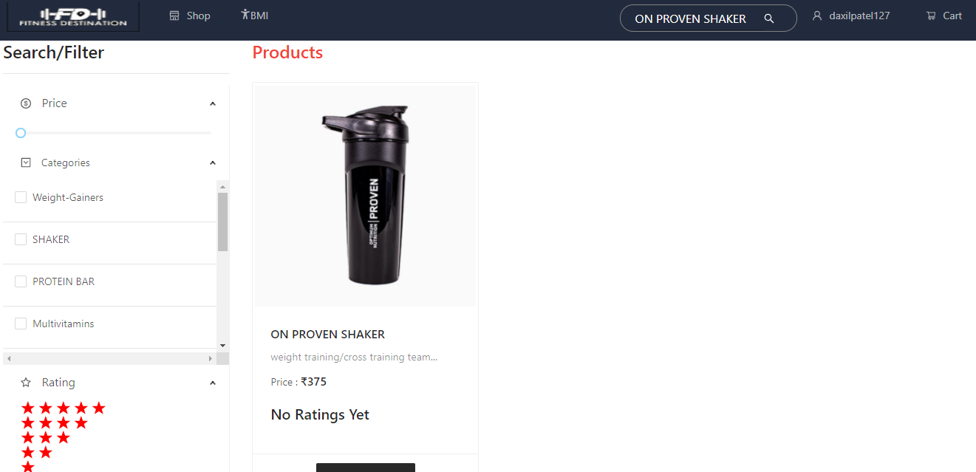 FD
FITNESS DESTINATION
Shop
BMI
ON PROVEN SHAKER
daxilpatel127
Cart
Search/Filter
Products
Price
Categories
Weight-Gainers
SHAKER
PROTEIN BAR
Multivitamins
Rating
OPTIMUM
NUTRITION
PROVEN
ON PROVEN SHAKER
weight training/cross training team...
Price : ₹375
No Ratings Yet